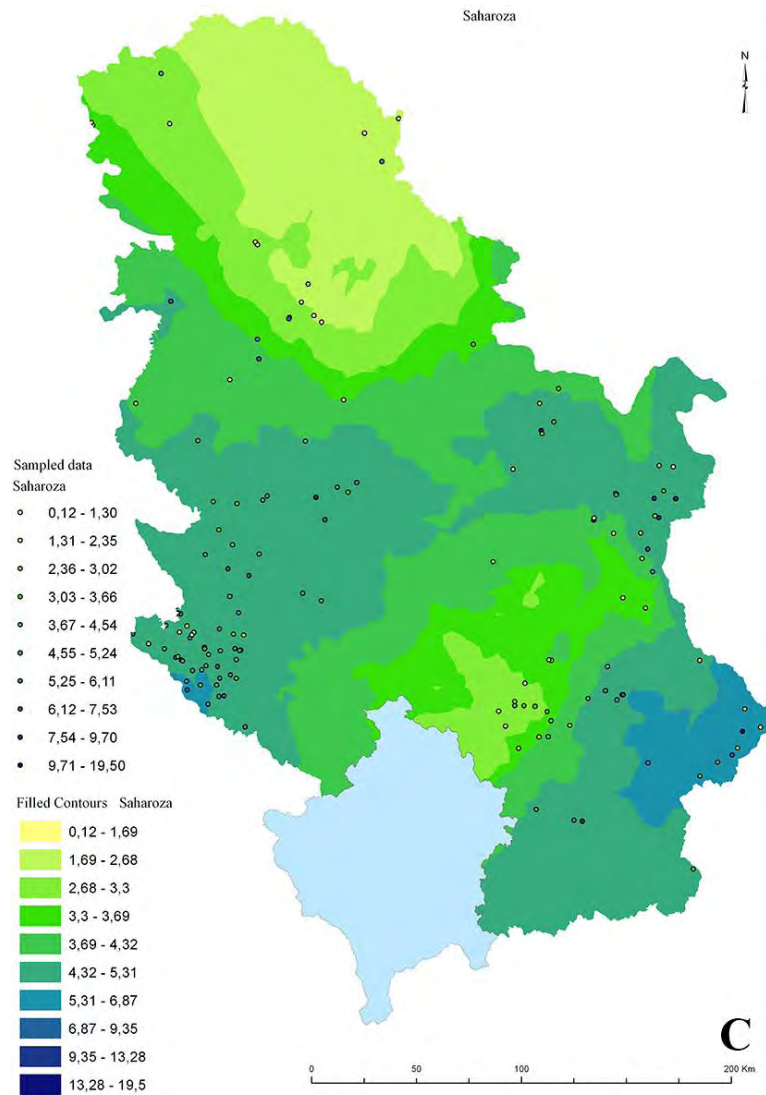 Saharoza
N
Sampled data
Saharoza
0,12 - 1,30
1,31 - 2,35
2,36 - 3,02
3,03 - 3,66
3,67 - 4,54
4,55 - 5,24
5,25 - 6,11
6,12 - 7,53
7,54 - 9,70
9,71 - 19,50
Filled Contours Saharoza
0,12 - 1,69
1,69 - 2,68
2,68 - 3,3
3,3 - 3,69
3,69 - 4,32
4,32 - 5,31
5,31 - 6,87
6,87 - 9,35
9,35 - 13,28
13,28 - 19,5
C
0 50 100 200 Km